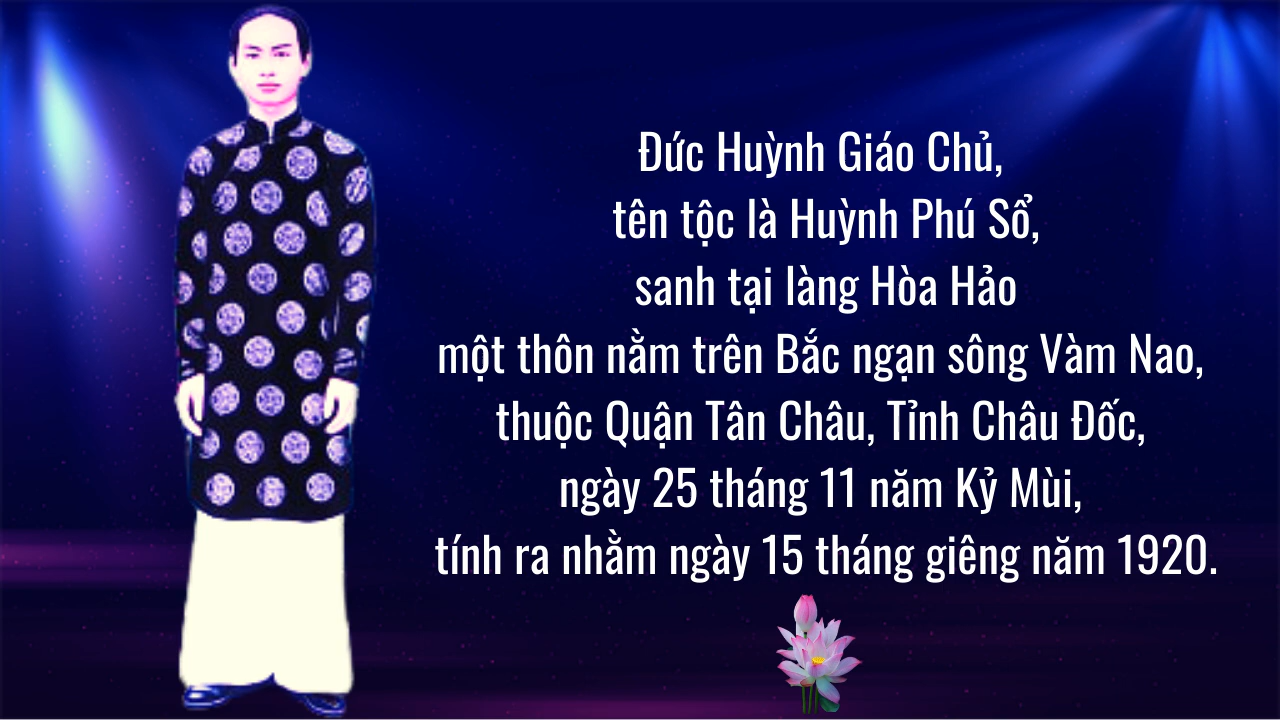 Đức Huỳnh Giáo Chủ,
tên tộc là Huỳnh Phú Sổ,
sanh tại làng Hòa Hảo
một thôn nằm trên Bắc ngạn sông Vàm Nao,
thuộc Quận Tân Châu, Tỉnh Châu Đốc,
ngày 25 tháng 11 năm Kỷ Mùi,
tính ra nhằm ngày 15 tháng giêng năm 1920.